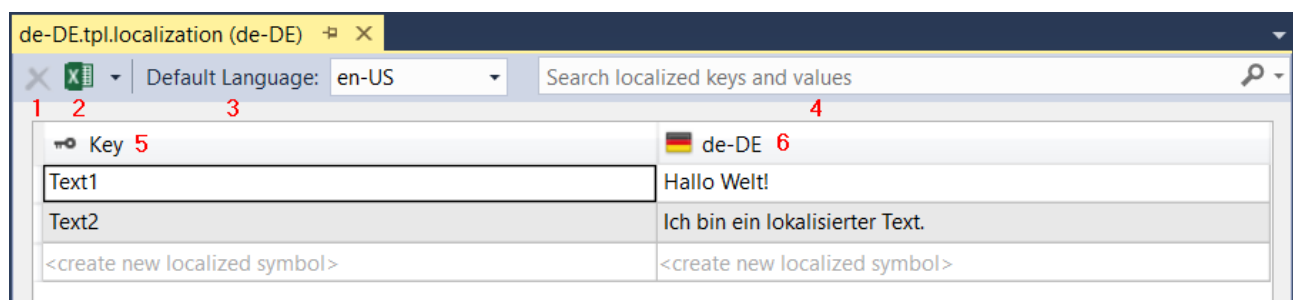 de-DE.tpl.localization (de-DE)
Default Language: en-US Search localized keys and values
1 2 3 4
Key 5 de-DE 6
Text1 Hallo Welt!
Text2 Ich bin ein lokalisierter Text.
<create new localized symbol> <create new localized symbol>